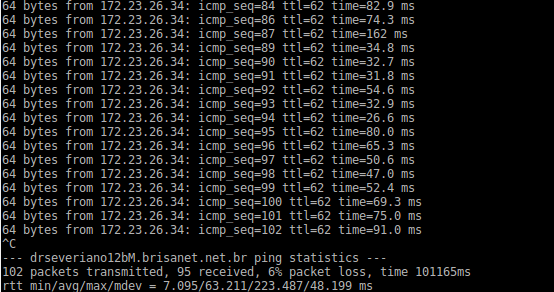 64 bytes from 172.23.26.34: icmp_seq=84 ttl=62 time=82.9 ms
64 bytes from 172.23.26.34: icmp_seq=86 ttl=62 time=74.3 ms
64 bytes from 172.23.26.34: icmp_seq=87 ttl=62 time=162 ms
64 bytes from 172.23.26.34: icmp_seq=89 ttl=62 time=34.8 ms
64 bytes from 172.23.26.34: icmp_seq=90 ttl=62 time=32.7 ms
64 bytes from 172.23.26.34: icmp_seq=91 ttl=62 time=31.8 ms
64 bytes from 172.23.26.34: icmp_seq=92 ttl=62 time=54.6 ms
64 bytes from 172.23.26.34: icmp_seq=93 ttl=62 time=32.9 ms
64 bytes from 172.23.26.34: icmp_seq=94 ttl=62 time=26.6 ms
64 bytes from 172.23.26.34: icmp_seq=95 ttl=62 time=80.0 ms
64 bytes from 172.23.26.34: icmp_seq=96 ttl=62 time=65.3 ms
64 bytes from 172.23.26.34: icmp_seq=97 ttl=62 time=50.6 ms
64 bytes from 172.23.26.34: icmp_seq=98 ttl=62 time=47.0 ms
64 bytes from 172.23.26.34: icmp_seq=99 ttl=62 time=52.4 ms
64 bytes from 172.23.26.34: icmp_seq=100 ttl=62 time=69.3 ms
64 bytes from 172.23.26.34: icmp_seq=101 ttl=62 time=75.0 ms
64 bytes from 172.23.26.34: icmp_seq=102 ttl=62 time=91.0 ms
^C
--- drseveriano12bM.brisanet.net.br ping statistics ---
102 packets transmitted, 95 received, 6% packet loss, time 101165ms
rtt min/avg/max/mdev = 7.095/63.211/223.487/48.199 ms